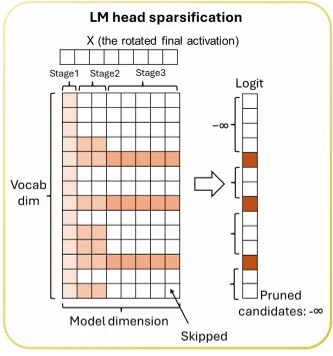 LM head sparsification
X (the rotated final activation)
Stage1 Stage2 Stage3
Logit
-∞
Vocab
dim
Model dimension
Skipped
Pruned
candidates: -∞